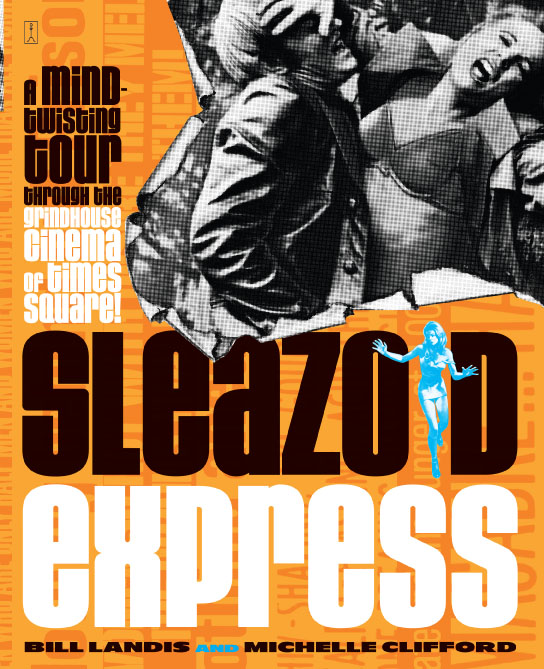 A MIND-
TWISTING
TOUR
THROUGH THE
GRINDHOUSE
CINEMA
OF TIMES
SQUARE!
SLEAZOID
EXPRESS
BILL LANDIS AND MICHELLE CLIFFORD